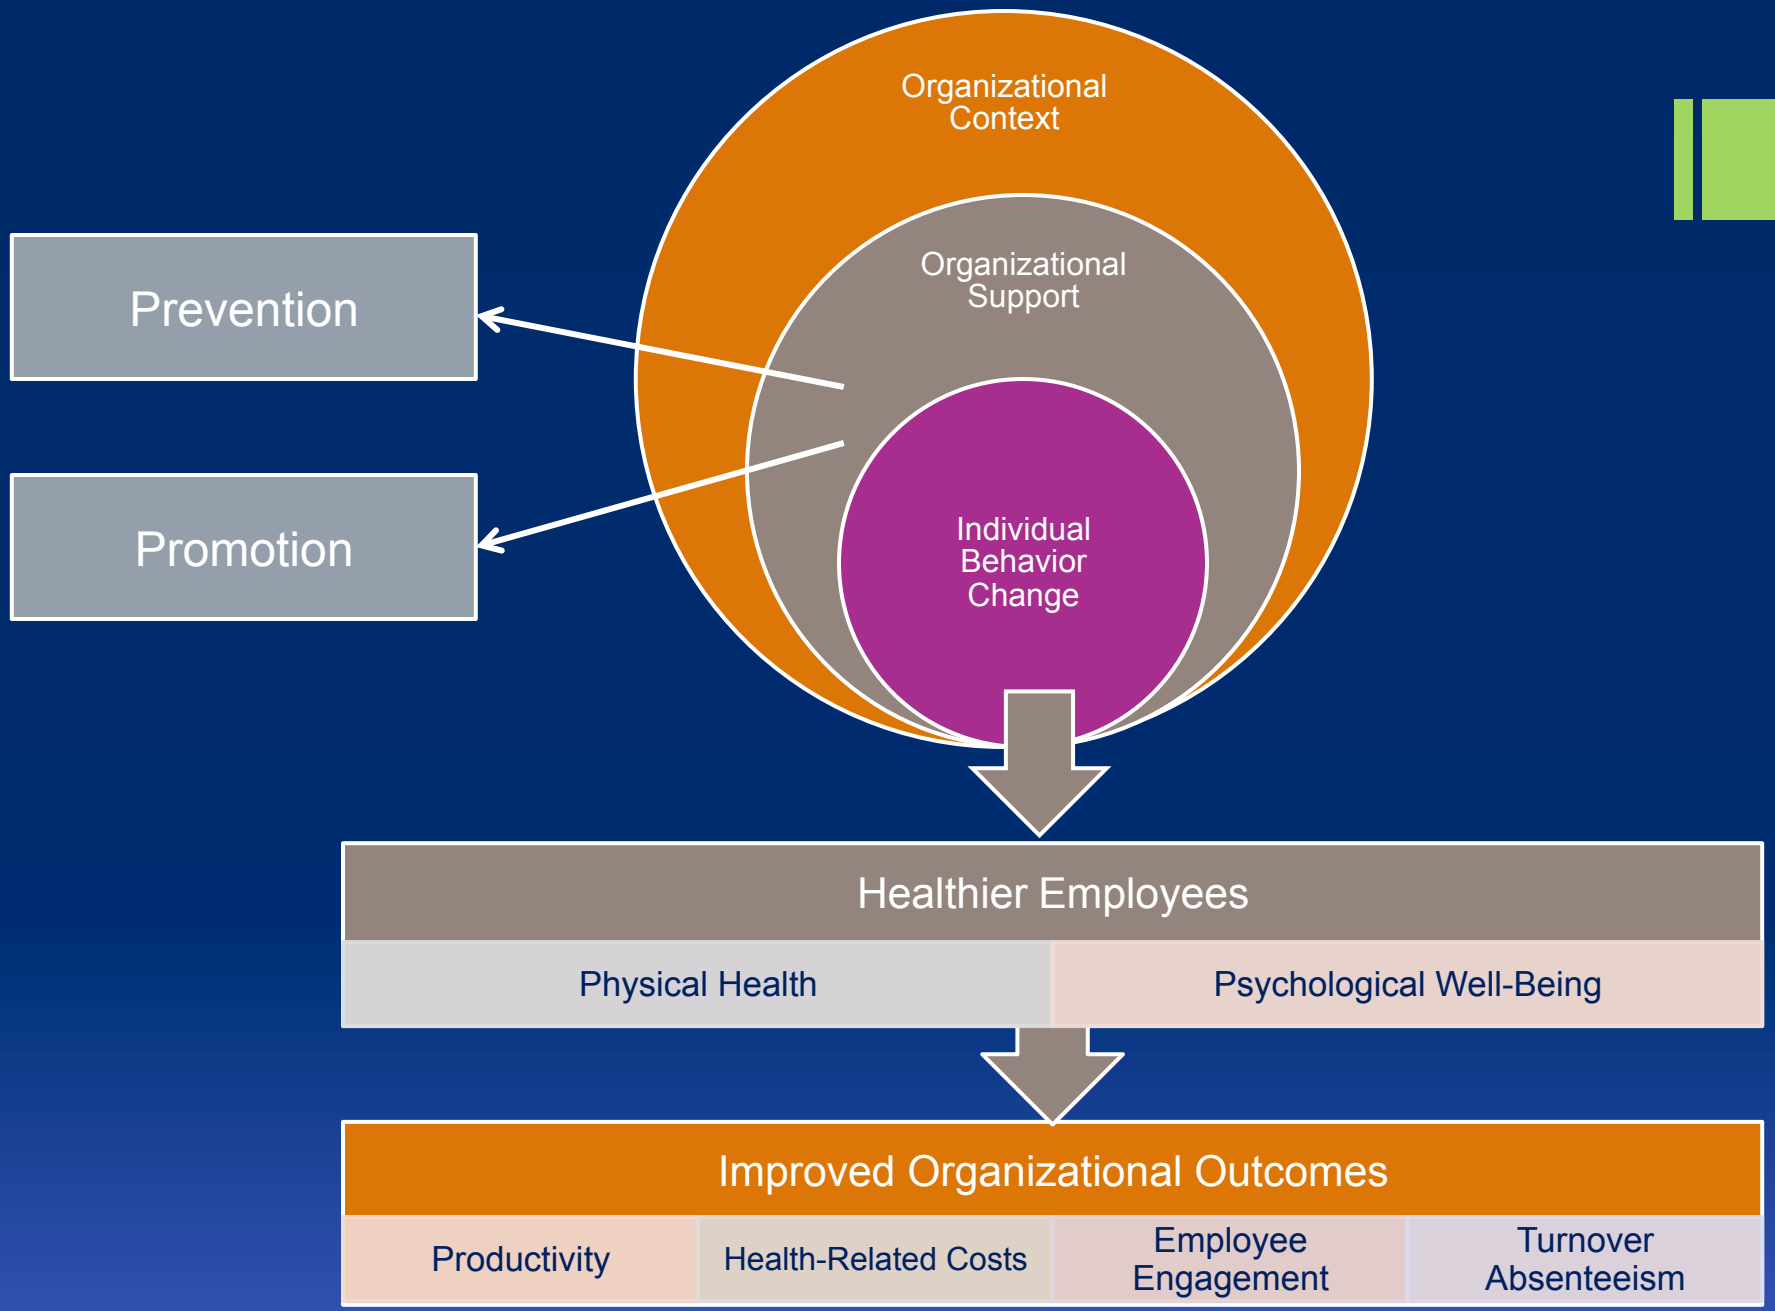 Organizational
Context
Organizational
Support
Prevention
Promotion
Individual
Behavior
Change
Healthier Employees
Physical Health
Psychological Well-Being
Improved Organizational Outcomes
Productivity
Health-Related Costs
Employee
Engagement
Turnover
Absenteeism